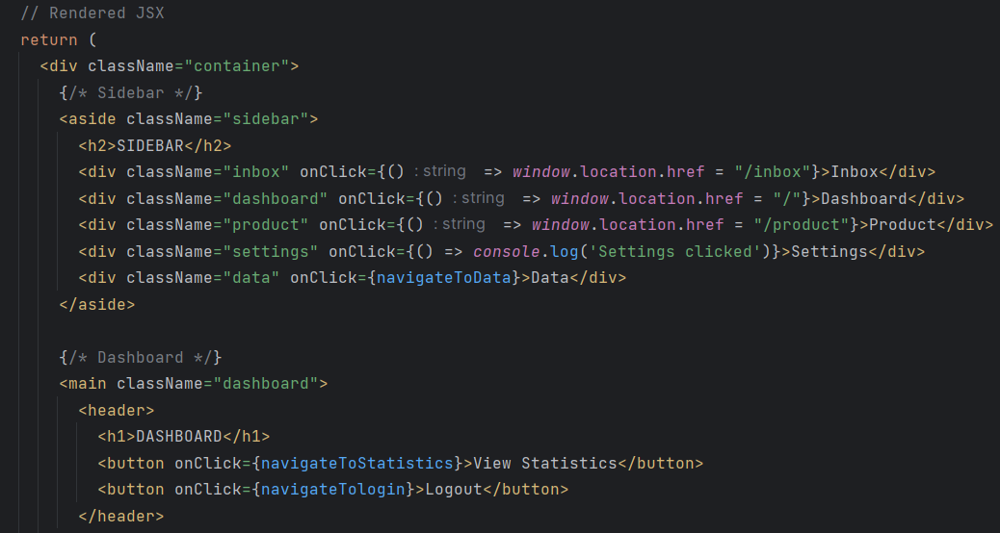 // Rendered JSX
return (
<div className="container">
{/* Sidebar */}
<aside className="sidebar">
<h2>SIDEBAR</h2>
<div className="inbox" onClick={() : string => window.location.href = "/inbox"}>Inbox</div>
<div className="dashboard" onClick={() : string => window.location.href = "/"}>Dashboard</div>
<div className="product" onClick={() : string => window.location.href = "/product"}>Product</div>
<div className="settings" onClick={() => console.log('Settings clicked')}>Settings</div>
<div className="data" onClick={navigateToData}>Data</div>
</aside>
{/* Dashboard */}
<main className="dashboard">
<header>
<h1>DASHBOARD</h1>
<button onClick={navigateToStatistics}>View Statistics</button>
<button onClick={navigateTologin}>Logout</button>
</header>